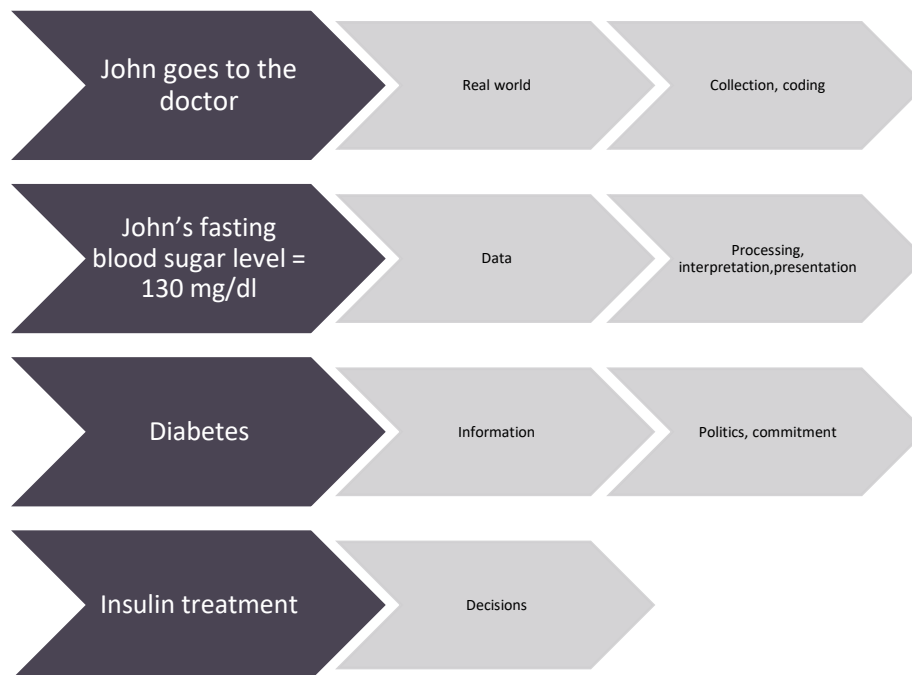 John goes to the
doctor
Real world
Collection, coding
John’s fasting
blood sugar level =
130 mg/dl
Data
Processing,
interpretation,presentation
Diabetes
Information
Politics, commitment
Insulin treatment
Decisions